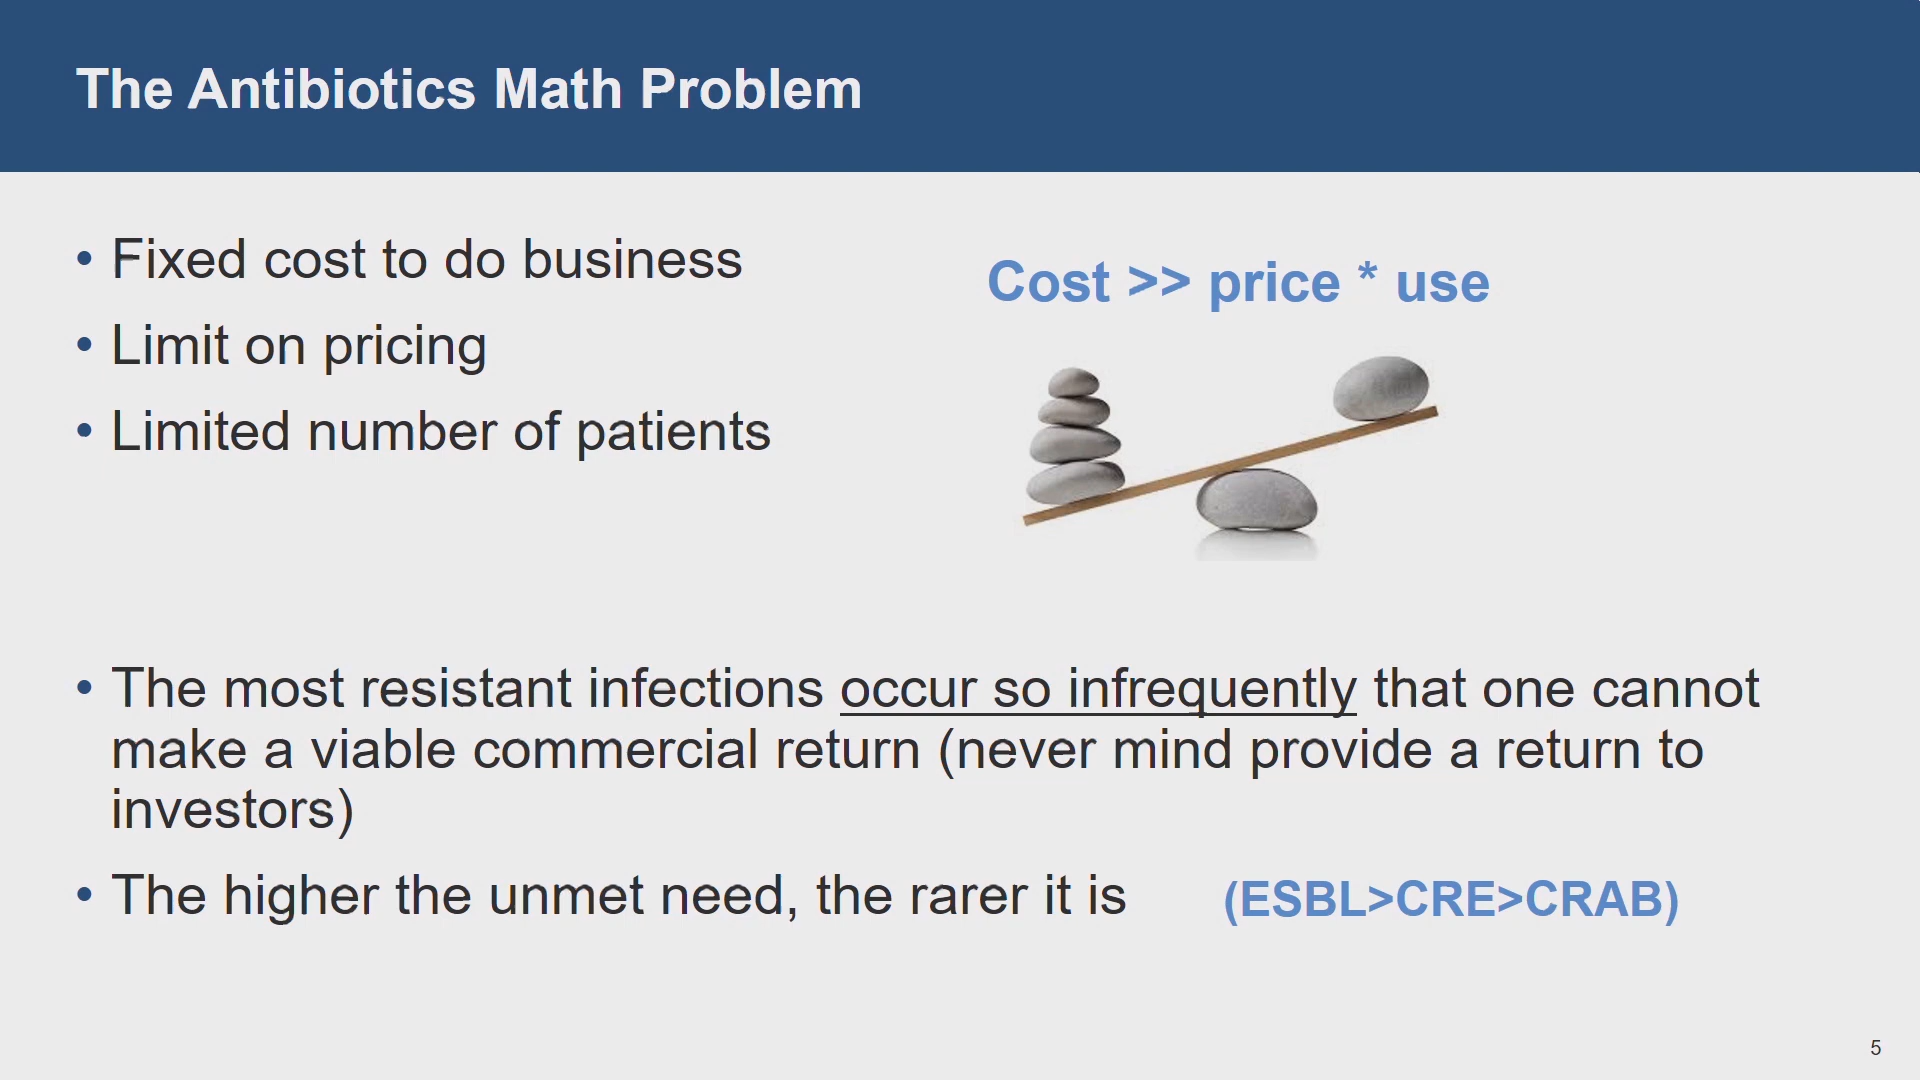 The Antibiotics Math Problem
• Fixed cost to do business
• Limit on pricing
• Limited number of patients
Cost >> price * use
• The most resistant infections occur so infrequently that one cannot
make a viable commercial return (never mind provide a return to
investors)
• The higher the unmet need, the rarer it is (ESBL>CRE>CRAB)
5